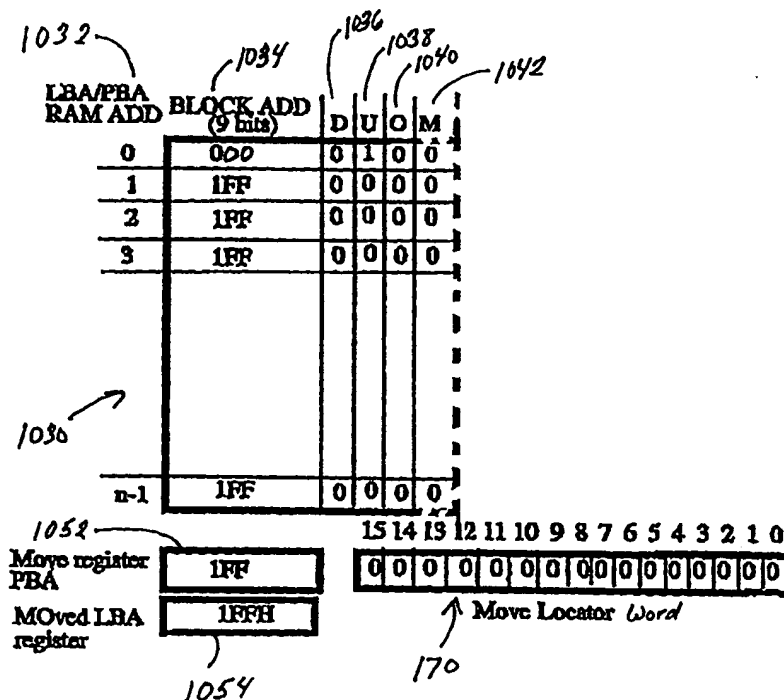 1032 1034 1036 1038 1040 1042
LBA/PBA
RAM ADD BLOCK ADD
(9 bits) D U O M
0 000 0 1 0 0
1 1FF 0 0 0 0
2 1FF 0 0 0 0
3 1FF 0 0 0 0
1030
n-1 1FF 0 0 0 0
1052 15 14 13 12 11 10 9 8 7 6 5 4 3 2 1 0
Move register
PBA 1FF 0 0 0 0 0 0 0 0 0 0 0 0 0 0 0 0
MOved LBA
register 1FFH Move Locator Word
1054 170